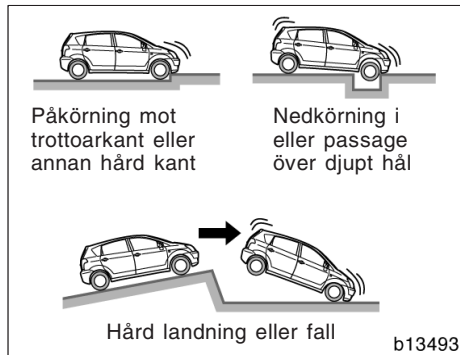 Påkörning mot
trottoarkant eller
annan hård kant
Nedkörning i
eller passage
över djupt hål
Hård landning eller fall
b13493